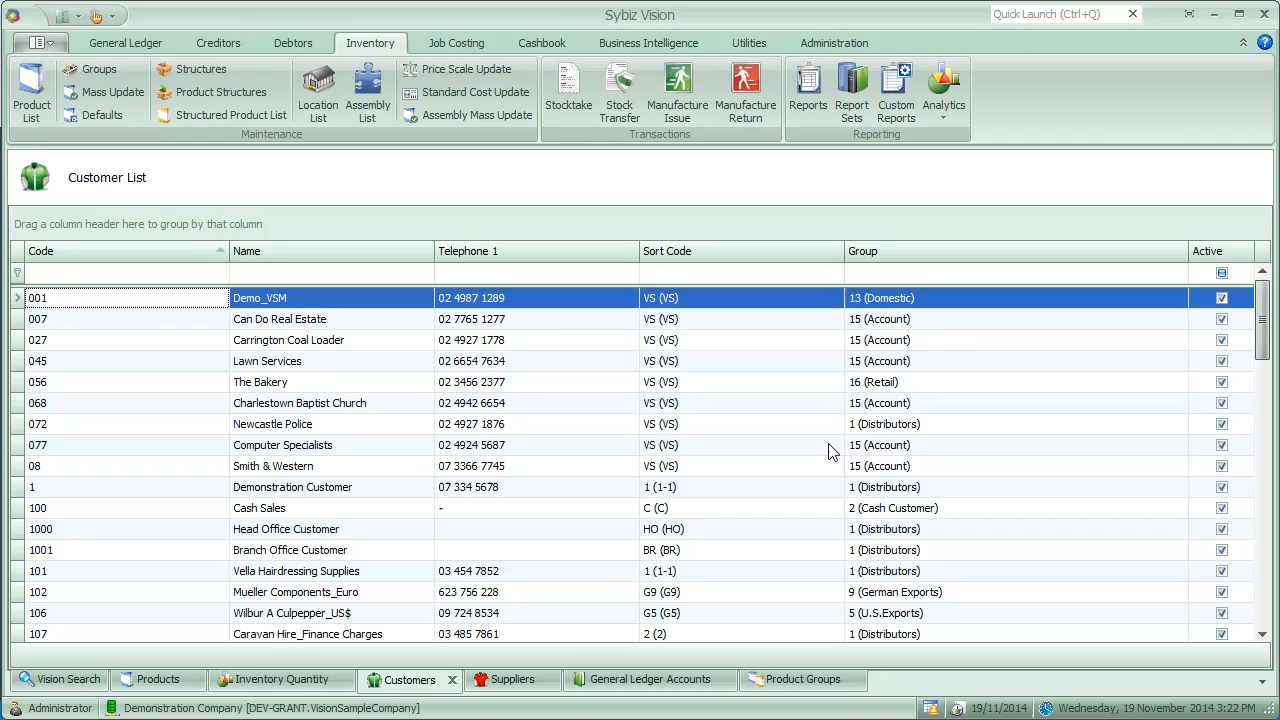 Sybiz Vision
Quick Launch (Ctrl+Q)
General Ledger Creditors Debtors Inventory Job Costing Cashbook Business Intelligence Utilities Administration
Product List
Groups
Mass Update
Defaults
Structures
Product Structures
Structured Product List
Location List
Assembly List
Price Scale Update
Standard Cost Update
Assembly Mass Update
Maintenance
Stocktake
Stock Transfer
Manufacture Issue
Manufacture Return
Transactions
Reports
Report Sets
Custom Reports
Analytics
Reporting
Customer List
Drag a column header here to group by that column
Code Name Telephone 1 Sort Code Group Active
001 Demo_VSM 02 4987 1289 VS (VS) 13 (Domestic)
007 Can Do Real Estate 02 7765 1277 VS (VS) 15 (Account)
027 Carrington Coal Loader 02 4927 1778 VS (VS) 15 (Account)
045 Lawn Services 02 6654 7634 VS (VS) 15 (Account)
056 The Bakery 02 3456 2377 VS (VS) 16 (Retail)
068 Charlestown Baptist Church 02 4942 6654 VS (VS) 15 (Account)
072 Newcastle Police 02 4927 1876 VS (VS) 1 (Distributors)
077 Computer Specialists 02 4924 5687 VS (VS) 15 (Account)
08 Smith & Western 07 3366 7745 VS (VS) 15 (Account)
1 Demonstration Customer 07 334 5678 1 (1-1) 1 (Distributors)
100 Cash Sales - C (C) 2 (Cash Customer)
1000 Head Office Customer HO (HO) 1 (Distributors)
1001 Branch Office Customer BR (BR) 1 (Distributors)
101 Vella Hairdressing Supplies 03 454 7852 1 (1-1) 1 (Distributors)
102 Mueller Components_Euro 623 756 228 G9 (G9) 9 (German Exports)
106 Wilbur A Culpepper_US$ 09 724 8534 G5 (G5) 5 (U.S.Exports)
107 Caravan Hire_Finance Charges 03 485 7861 2 (2) 1 (Distributors)
Vision Search Products Inventory Quantity Customers Suppliers General Ledger Accounts Product Groups
Administrator Demonstration Company [DEV-GRANT.VisionSampleCompany] 19/11/2014 Wednesday, 19 November 2014 3:22 PM